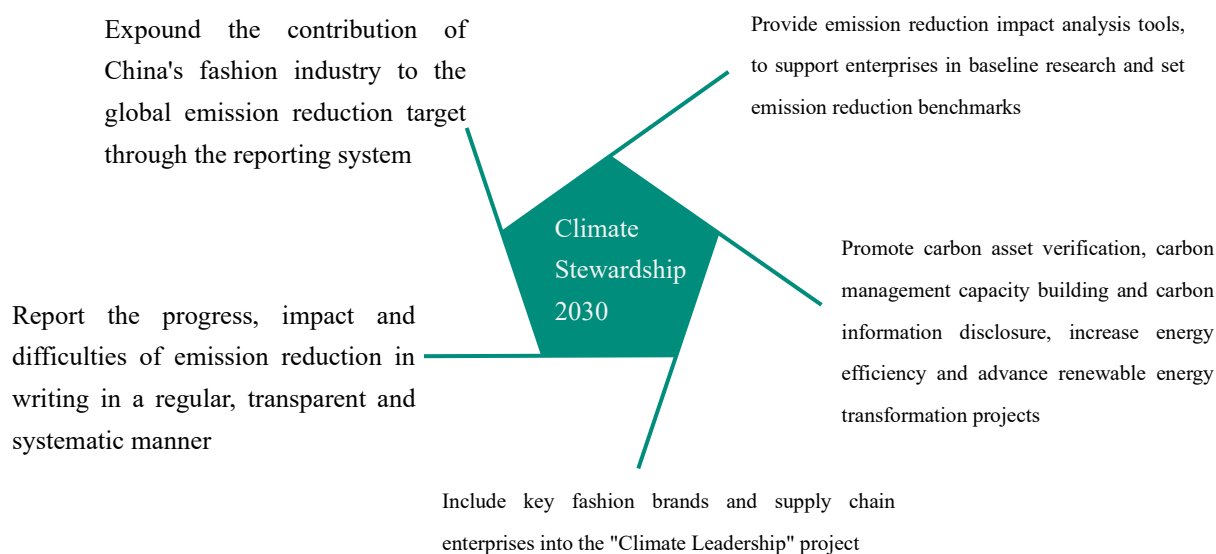 Expound the contribution of
China's fashion industry to the
global emission reduction target
through the reporting system
Provide emission reduction impact analysis tools,
to support enterprises in baseline research and set
emission reduction benchmarks
Climate
Stewardship
2030
Promote carbon asset verification, carbon
management capacity building and carbon
information disclosure, increase energy
efficiency and advance renewable energy
transformation projects
Report the progress, impact and
difficulties of emission reduction in
writing in a regular, transparent and
systematic manner
Include key fashion brands and supply chain
enterprises into the "Climate Leadership" project